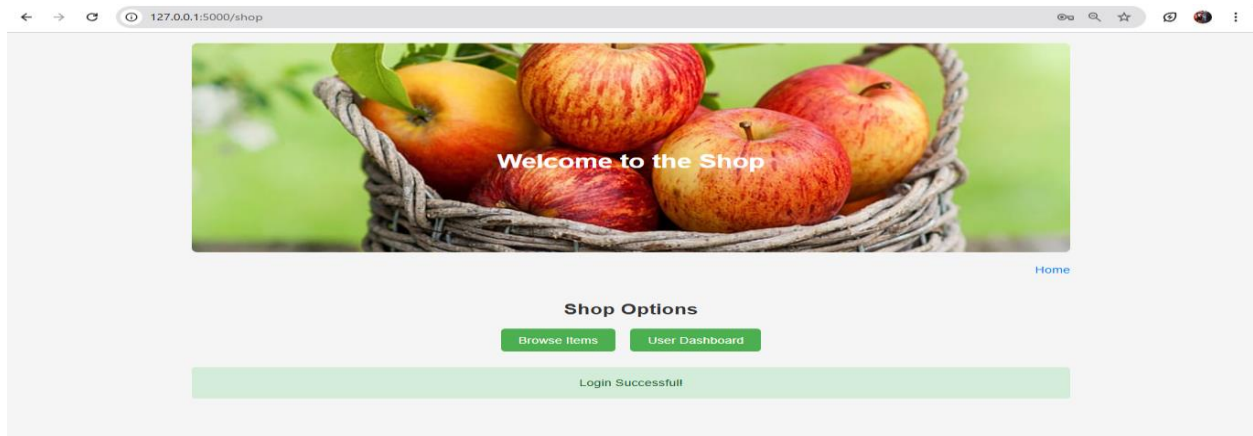 127.0.0.1:5000/shop
Welcome to the Shop
Home
Shop Options
Browse Items User Dashboard
Login Successful!